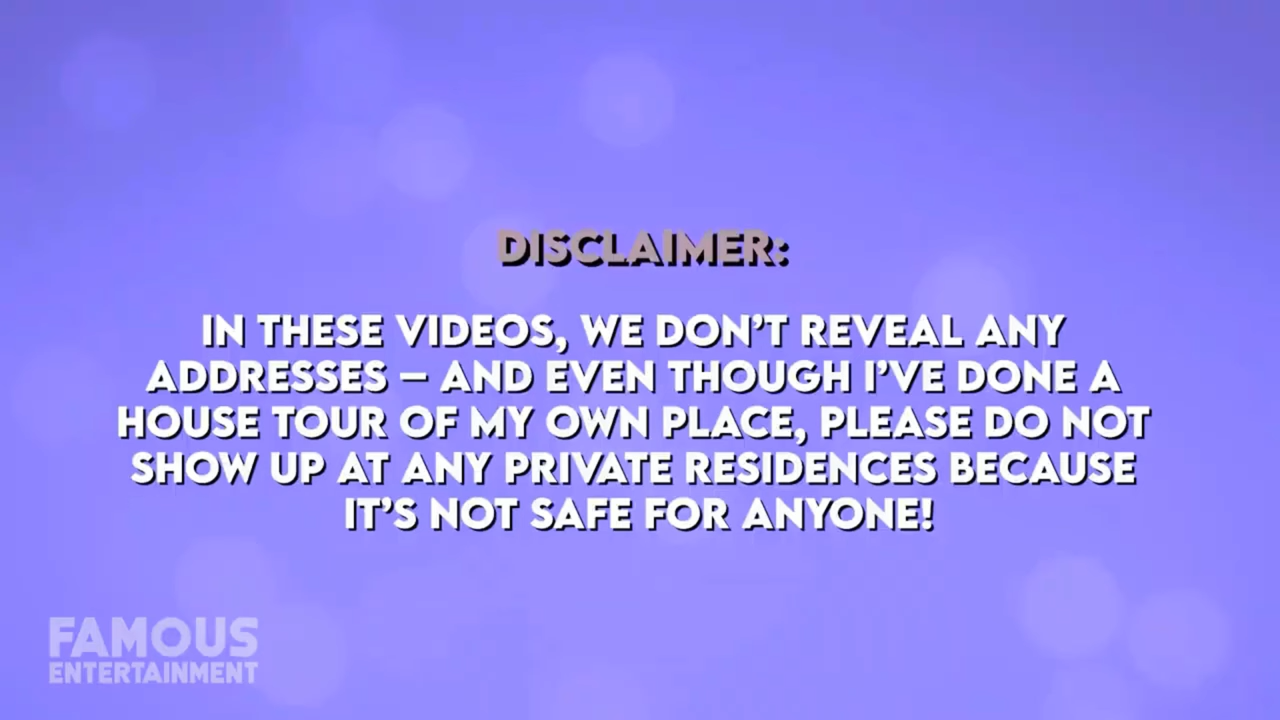 DISCLAIMER:
IN THESE VIDEOS, WE DON'T REVEAL ANY
ADDRESSES – AND EVEN THOUGH I'VE DONE A
HOUSE TOUR OF MY OWN PLACE, PLEASE DO NOT
SHOW UP AT ANY PRIVATE RESIDENCES BECAUSE
IT'S NOT SAFE FOR ANYONE!
FAMOUS
ENTERTAINMENT